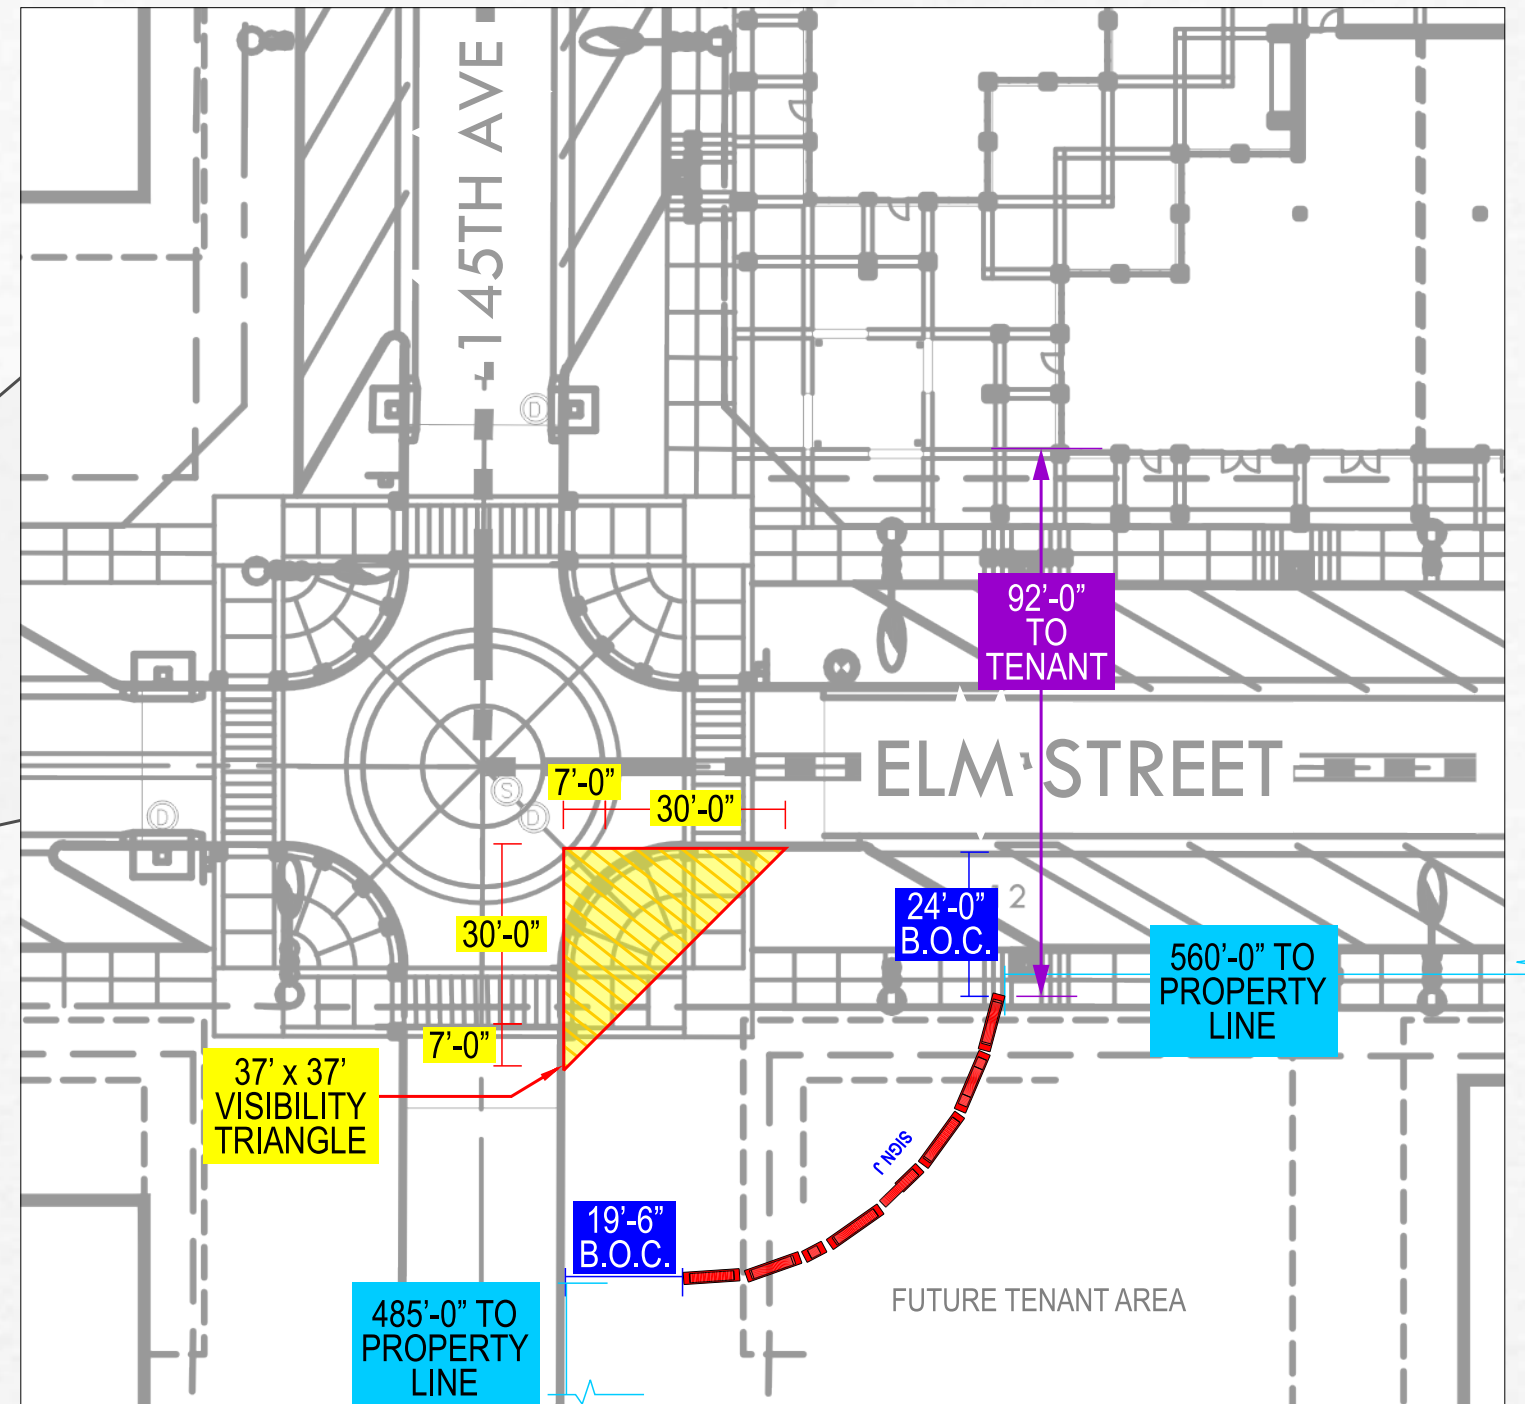 145TH AVE
D
92’-0”
TO
TENANT
ELM STREET
7’-0”
30’-0”
S
D
D
30’-0”
7’-0”
37’ x 37’
VISIBILITY
TRIANGLE
24’-0”
B.O.C.
12
560’-0” TO
PROPERTY
LINE
SIGN J
19’-6”
B.O.C.
485’-0” TO
PROPERTY
LINE
FUTURE TENANT AREA